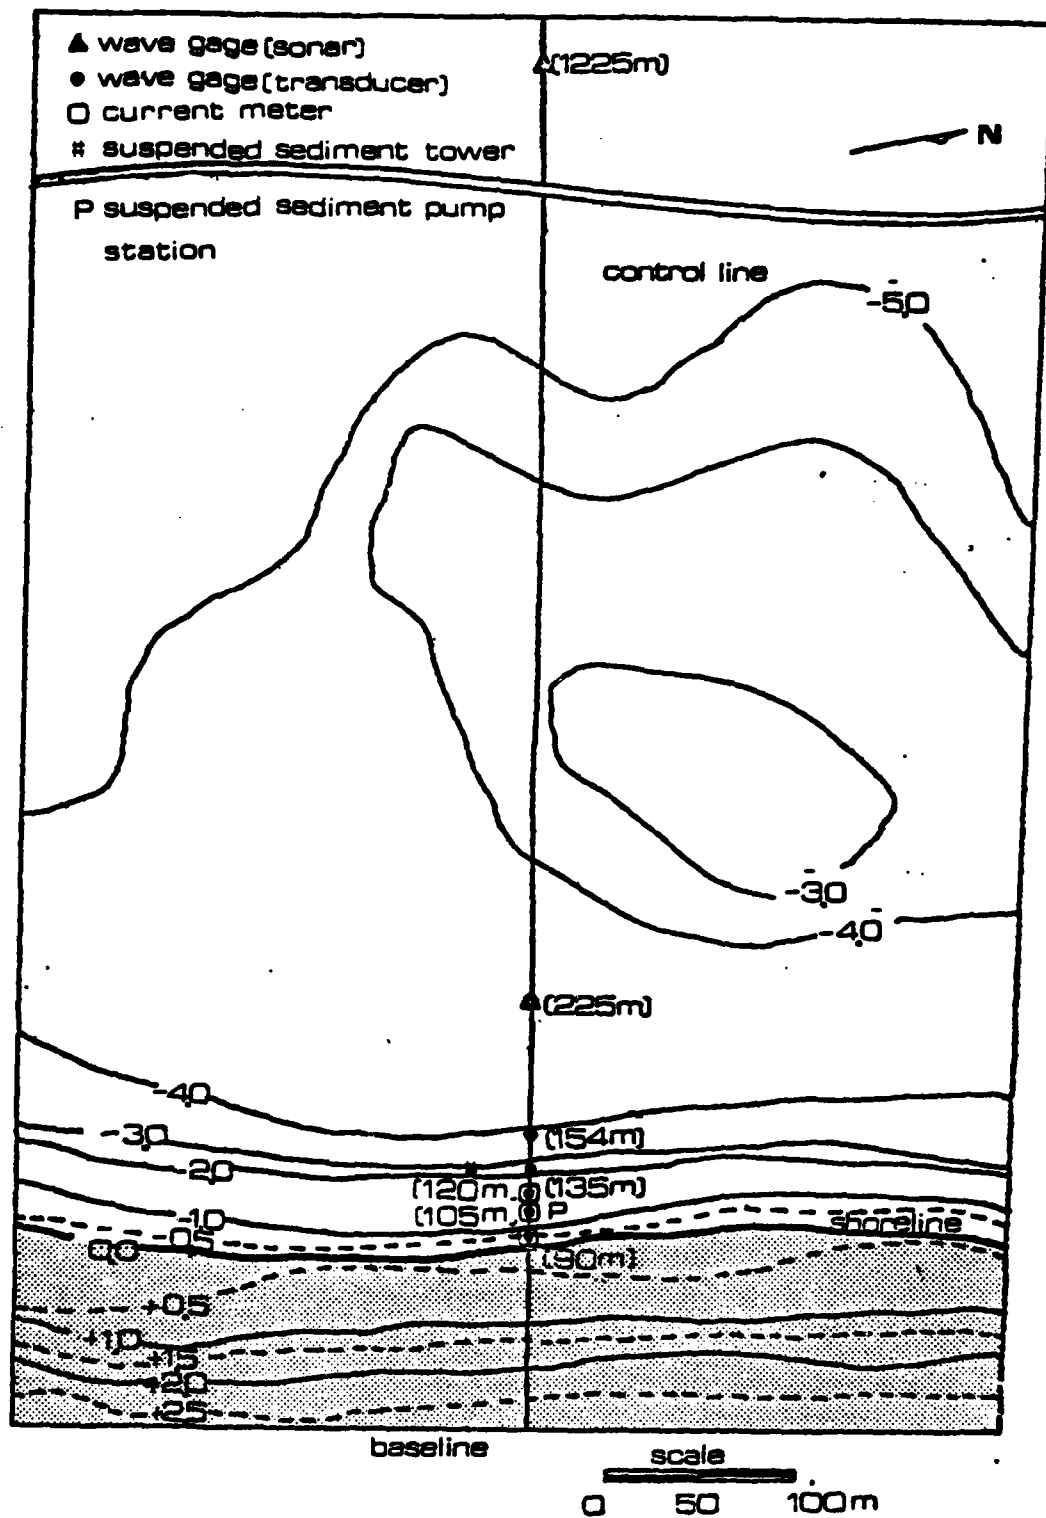 ▲ wave gage (sonar)
● wave gage (transducer)
O current meter
* suspended sediment tower
P suspended sediment pump
station
(1225m)
N
control line
-5.0
-3.0
-4.0
(225m)
-4.0
-3.0
(154m)
-2.0
(120m)
(135m)
-1.0
(105m)
P
shoreline
-0.5
0.0
(90m)
+0.5
+1.0
+1.5
+2.0
+2.5
baseline
scale
0 50 100m